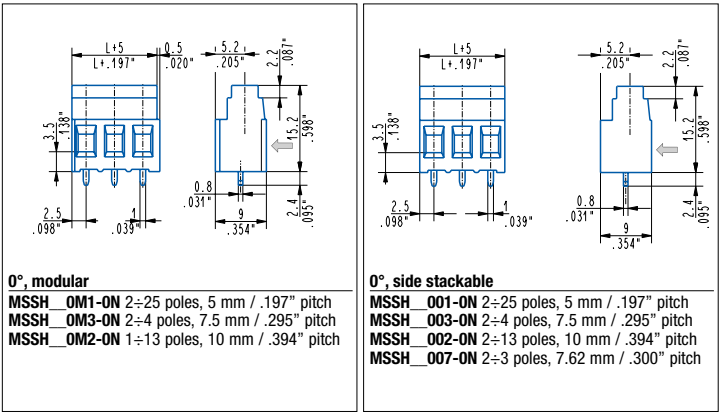 L+5
L+.197"
0.5
.020"
5.2
.205"
2.2
.087"
3.5
.138"
15.2
.598"
0.8
.031"
2.4
.095"
2.5
.098"
1
.039"
9
.354"
0°, modular
MSSH__0M1-0N 2÷25 poles, 5 mm / .197” pitch
MSSH__0M3-0N 2÷4 poles, 7.5 mm / .295” pitch
MSSH__0M2-0N 1÷13 poles, 10 mm / .394” pitch
L+5
L+.197"
5.2
.205"
2.2
.087"
3.5
.138"
15.2
.598"
0.8
.031"
2.4
.095"
2.5
.098"
1
.039"
9
.354"
0°, side stackable
MSSH__001-0N 2÷25 poles, 5 mm / .197” pitch
MSSH__003-0N 2÷4 poles, 7.5 mm / .295” pitch
MSSH__002-0N 2÷13 poles, 10 mm / .394” pitch
MSSH__007-0N 2÷3 poles, 7.62 mm / .300” pitch